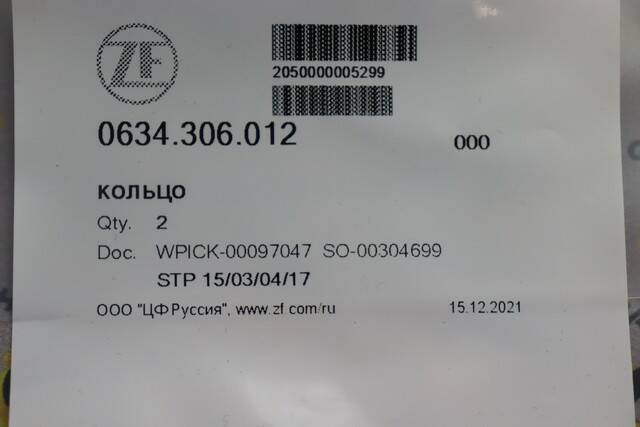 ZF
2050000005299
0634.306.012 000
кольцо
Qty. 2
Doc. WPICK-00097047 SO-00304699
STP 15/03/04/17
ООО "ЦФ Руссия", www.zf com/ru 15.12.2021